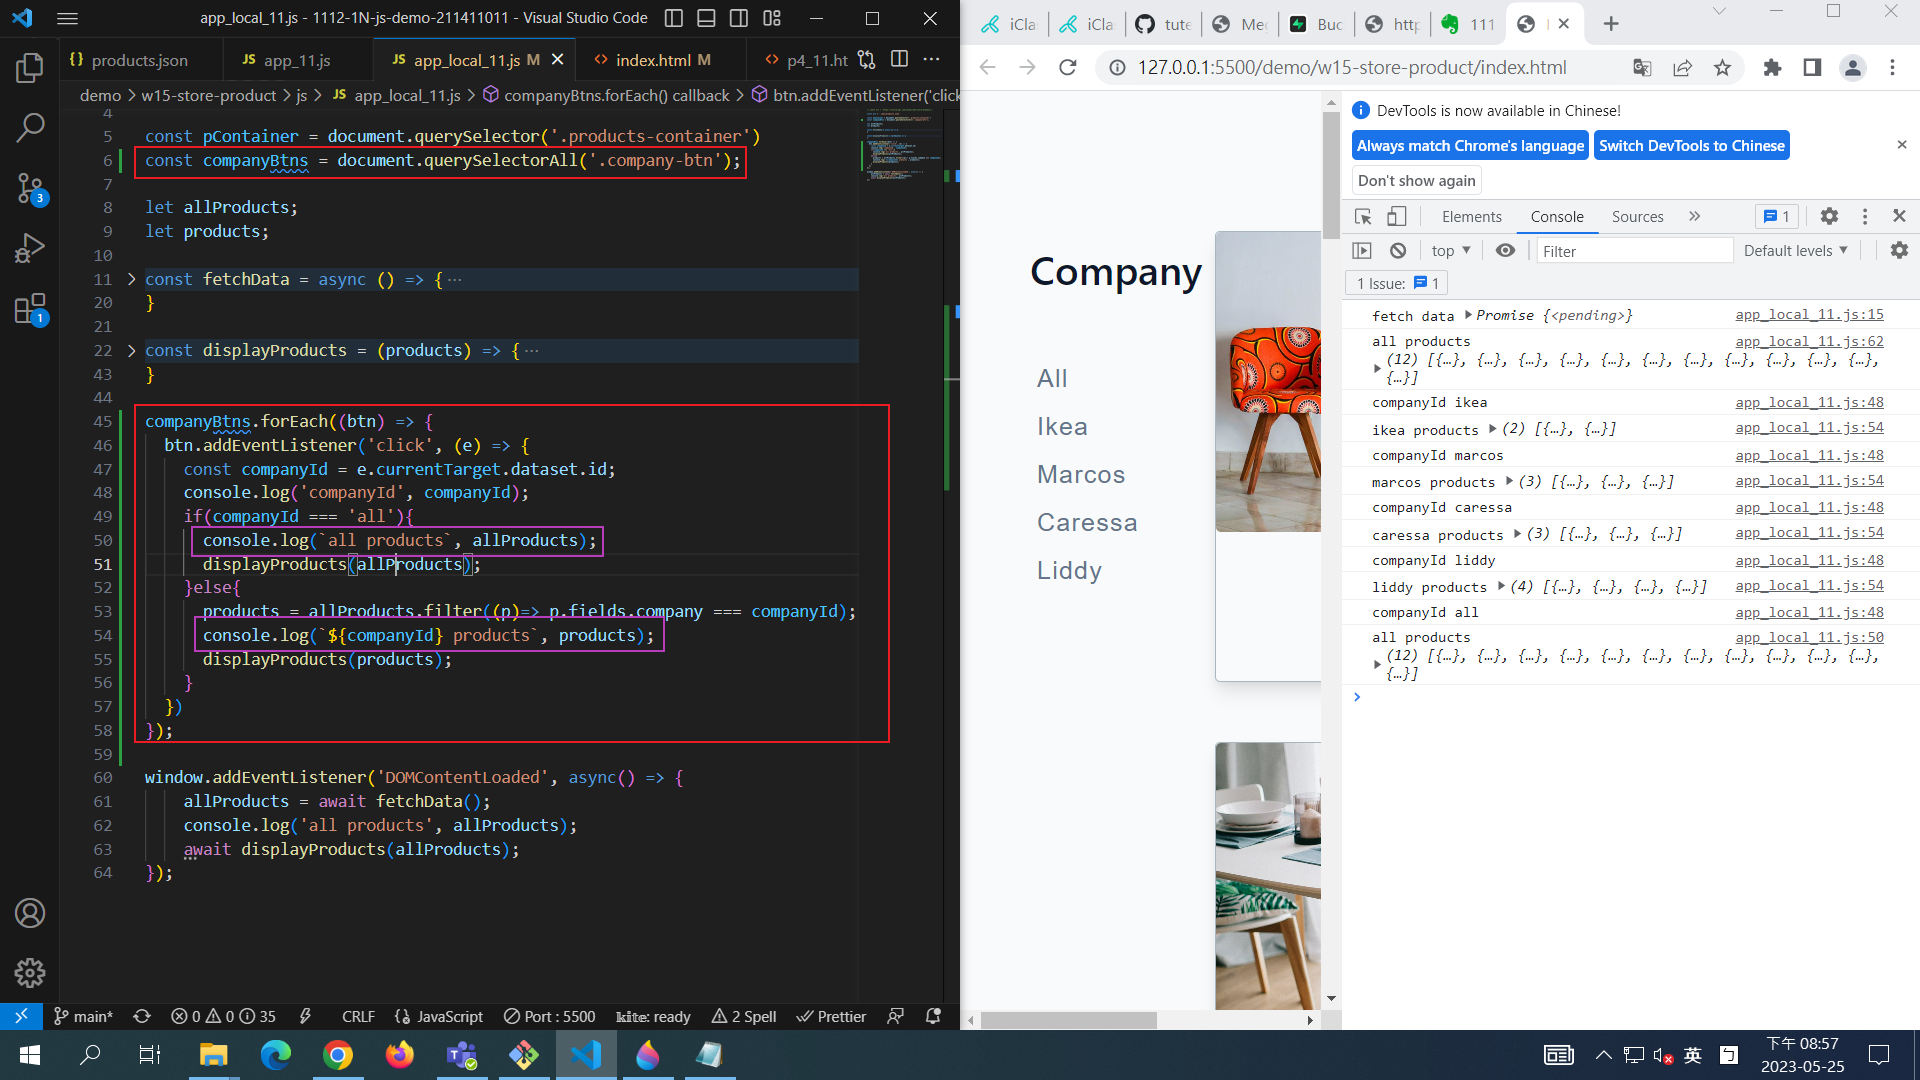 app_local_11.js - 1112-1N-js-demo-211411011 - Visual Studio Code
{} products.json
JS app_11.js
JS app_local_11.js M
<> index.html M
<> p4_11.ht
demo > w15-store-product > js > JS app_local_11.js > companyBtns.forEach() callback > btn.addEventListener('click
4
5 const pContainer = document.querySelector('.products-container')
6 const companyBtns = document.querySelectorAll('.company-btn');
7
8 let allProducts;
9 let products;
10
11 const fetchData = async () => { ···
20 }
21
22 const displayProducts = (products) => { ···
43 }
44
45 companyBtns.forEach((btn) => {
46 btn.addEventListener('click', (e) => {
47 const companyId = e.currentTarget.dataset.id;
48 console.log('companyId', companyId);
49 if(companyId === 'all'){
50 console.log(`all products`, allProducts);
51 displayProducts(allProducts);
52 }else{
53 products = allProducts.filter((p)=> p.fields.company === companyId);
54 console.log(`${companyId} products`, products);
55 displayProducts(products);
56 }
57 })
58 });
59
60 window.addEventListener('DOMContentLoaded', async() => {
61 allProducts = await fetchData();
62 console.log('all products', allProducts);
63 await displayProducts(allProducts);
64 });
3
1
main*
0 0 35
CRLF
JavaScript
Port : 5500
kite: ready
2 Spell
Prettier
iCla
iCla
tute
Me
Buc
http
111
127.0.0.1:5500/demo/w15-store-product/index.html
Company
All
Ikea
Marcos
Caressa
Liddy
DevTools is now available in Chinese!
Always match Chrome's language
Switch DevTools to Chinese
Don't show again
Elements
Console
Sources
1
top
Filter
Default levels
1 Issue: 1
fetch data Promise {<pending>} app_local_11.js:15
all products app_local_11.js:62
(12) [{…}, {…}, {…}, {…}, {…}, {…}, {…}, {…}, {…}, {…}, {…},
{…}]
companyId ikea app_local_11.js:48
ikea products (2) [{…}, {…}] app_local_11.js:54
companyId marcos app_local_11.js:48
marcos products (3) [{…}, {…}, {…}] app_local_11.js:54
companyId caressa app_local_11.js:48
caressa products (3) [{…}, {…}, {…}] app_local_11.js:54
companyId liddy app_local_11.js:48
liddy products (4) [{…}, {…}, {…}, {…}] app_local_11.js:54
companyId all app_local_11.js:48
all products app_local_11.js:50
(12) [{…}, {…}, {…}, {…}, {…}, {…}, {…}, {…}, {…}, {…}, {…},
{…}]
英
ㄅ
下午 08:57
2023-05-25